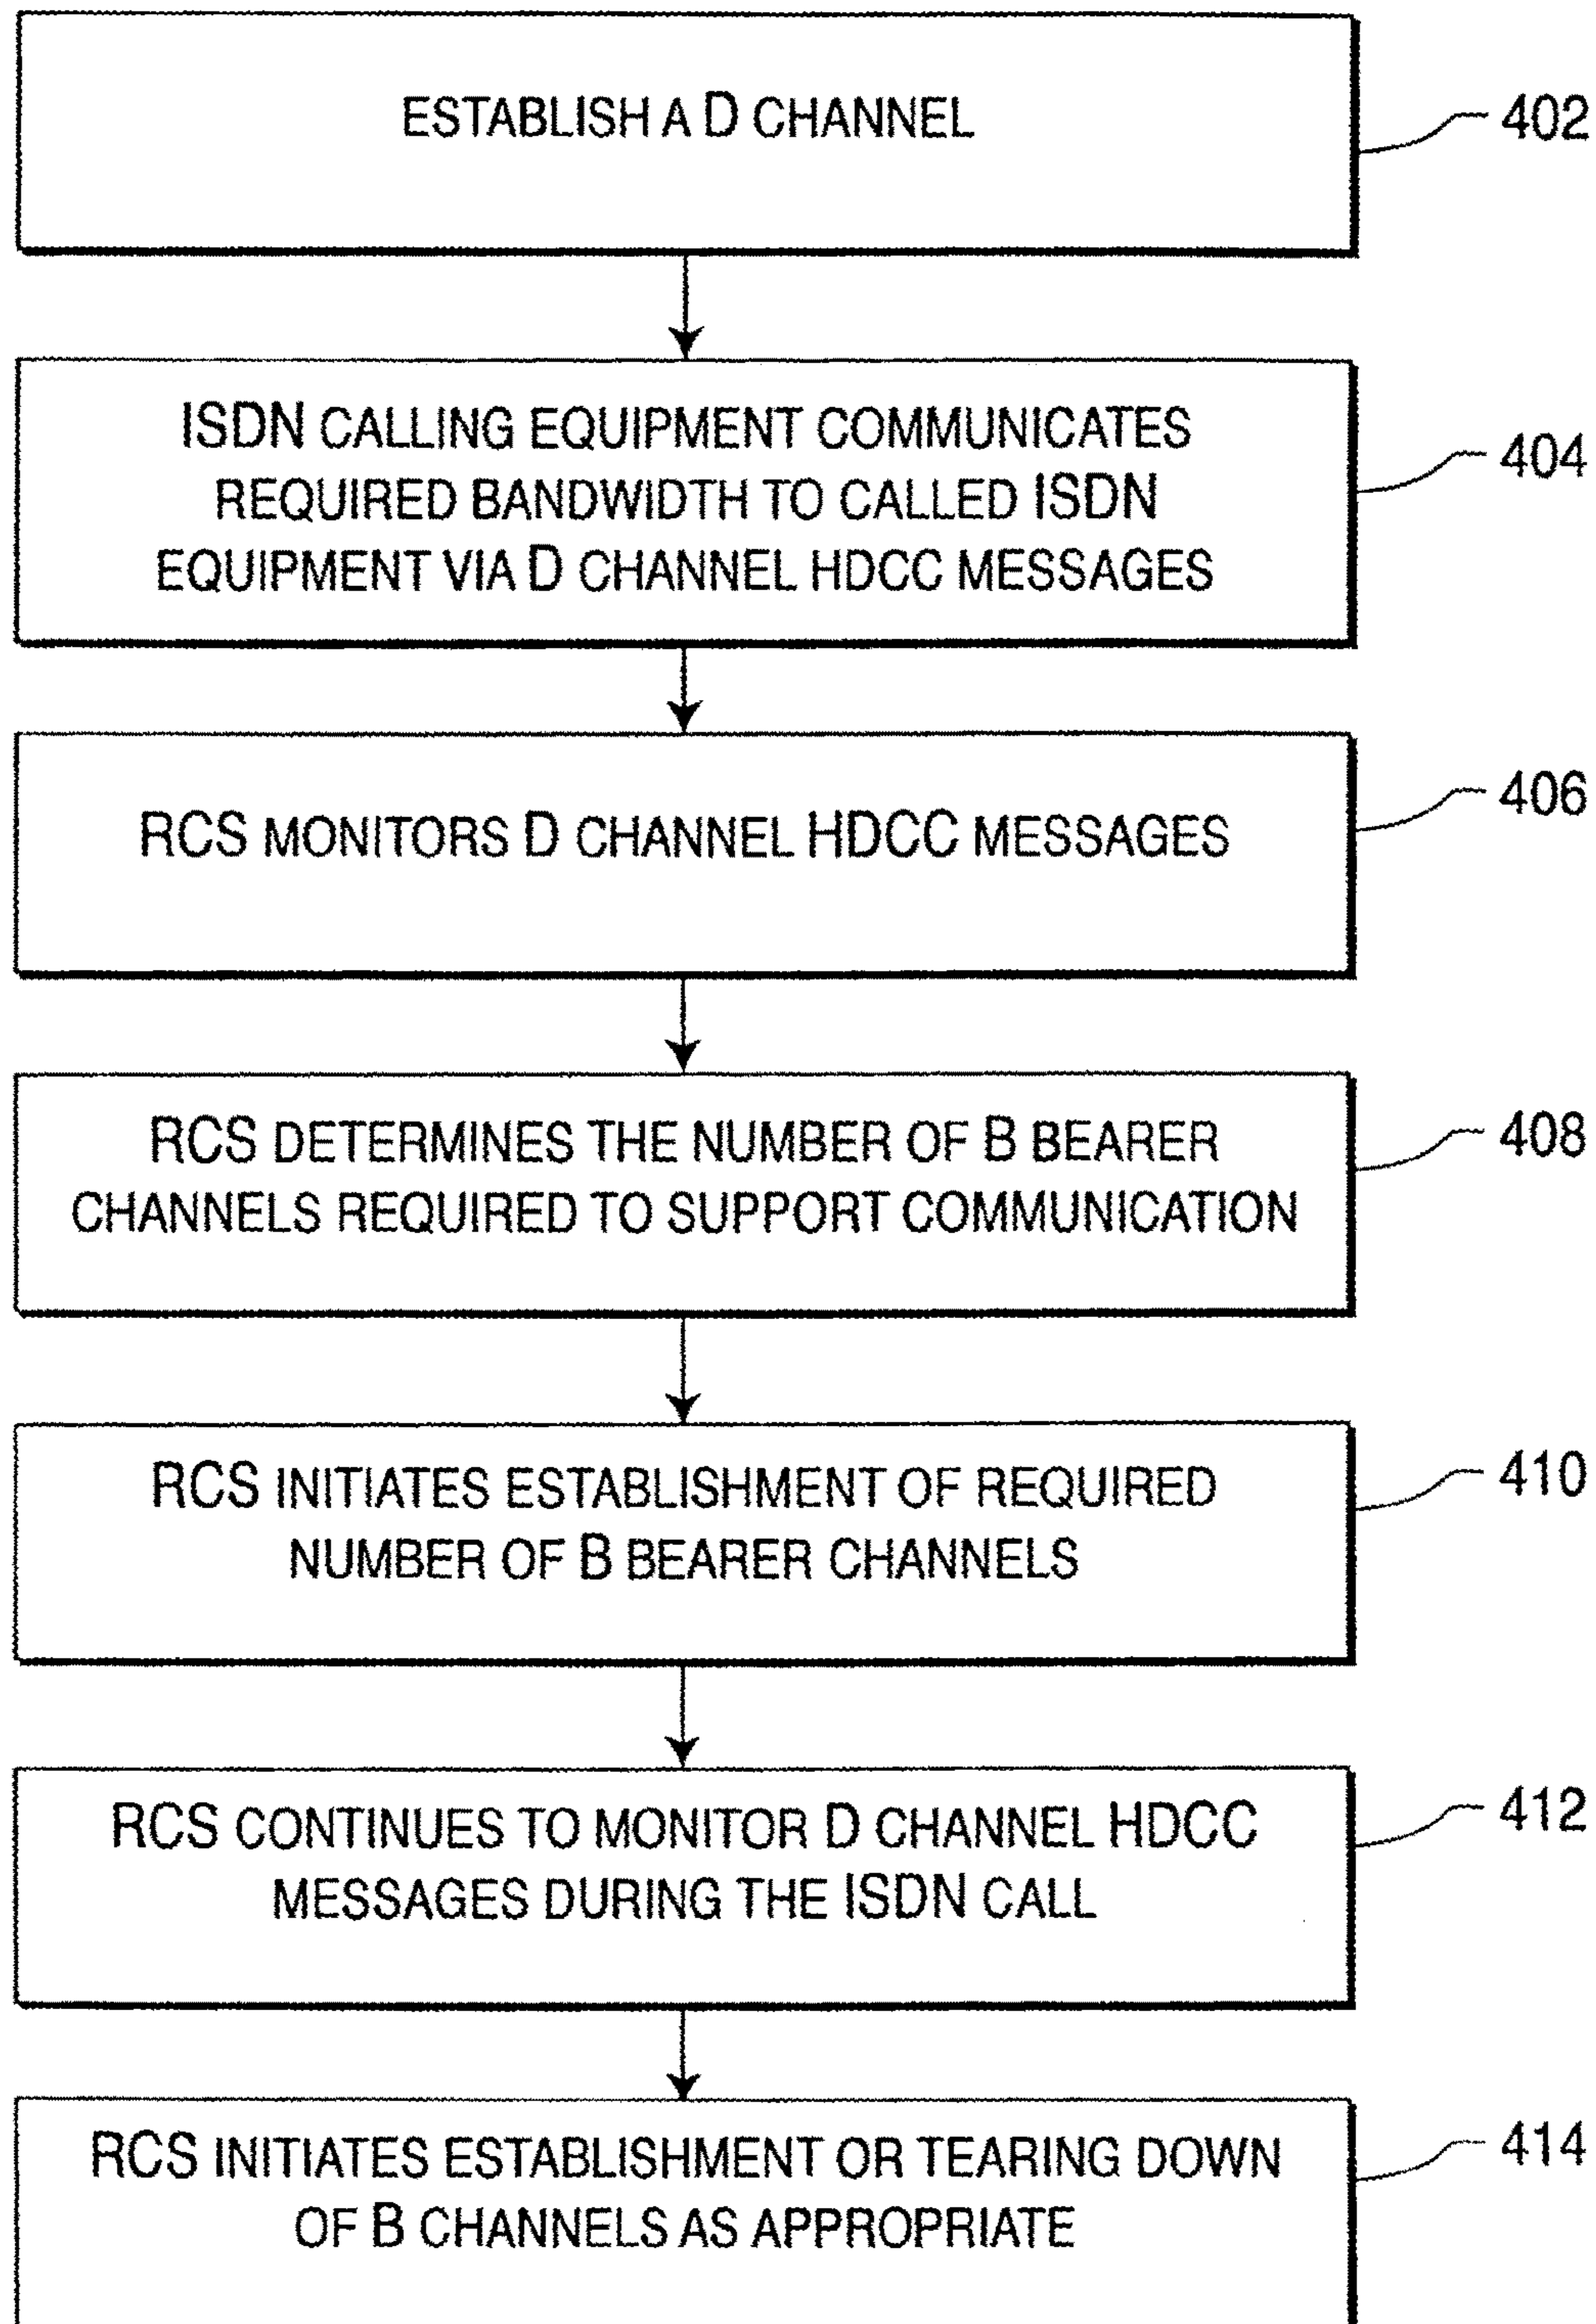 ESTABLISH A D CHANNEL
402
ISDN CALLING EQUIPMENT COMMUNICATES
REQUIRED BANDWIDTH TO CALLED ISDN
EQUIPMENT VIA D CHANNEL HDCC MESSAGES
404
RCS MONITORS D CHANNEL HDCC MESSAGES
406
RCS DETERMINES THE NUMBER OF B BEARER
CHANNELS REQUIRED TO SUPPORT COMMUNICATION
408
RCS INITIATES ESTABLISHMENT OF REQUIRED
NUMBER OF B BEARER CHANNELS
410
RCS CONTINUES TO MONITOR D CHANNEL HDCC
MESSAGES DURING THE ISDN CALL
412
RCS INITIATES ESTABLISHMENT OR TEARING DOWN
OF B CHANNELS AS APPROPRIATE
414